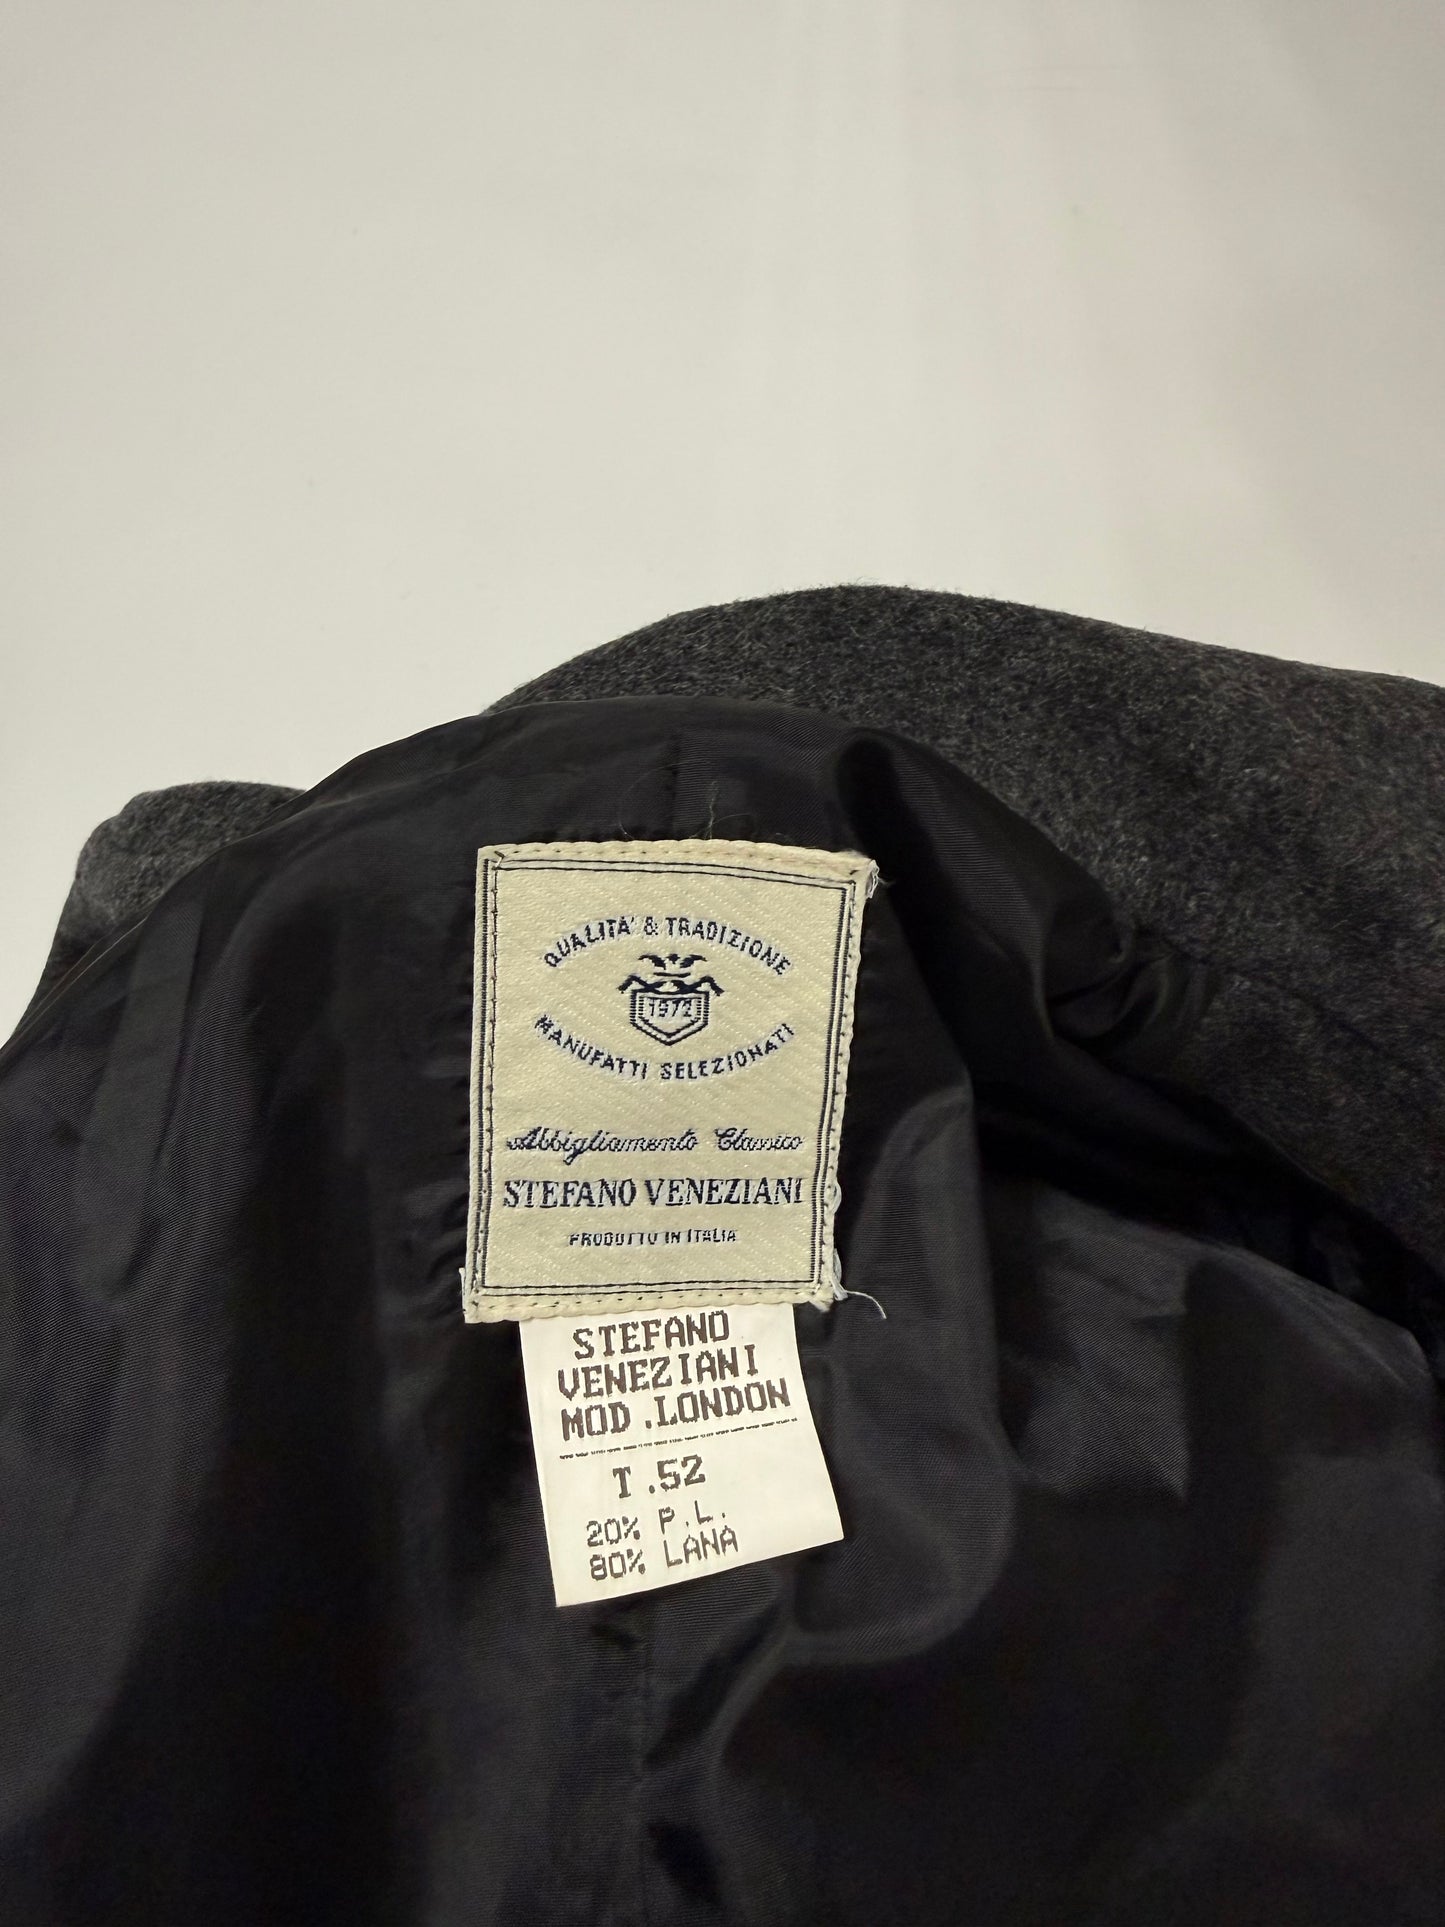 QUALITA' & TRADIZIONE
1972
MANUFATTI SELEZIONATI
Abbigliamento Classico
STEFANO VENEZIANI
PRODOTTO IN ITALIA
STEFANO
VENEZIANI
MOD.LONDON
T.52
20% P.L.
80% LANA